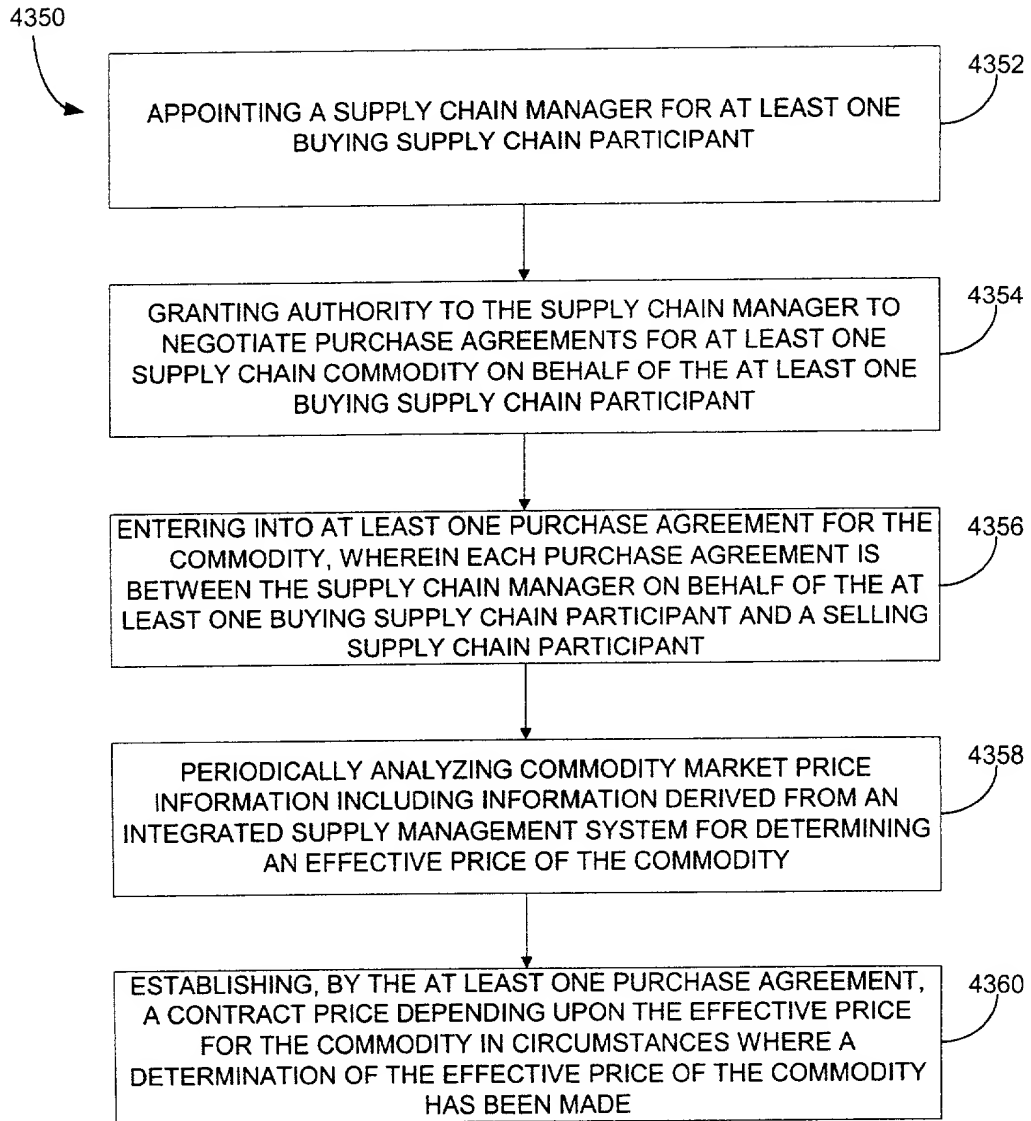 4350
4352
APPOINTING A SUPPLY CHAIN MANAGER FOR AT LEAST ONE
BUYING SUPPLY CHAIN PARTICIPANT
4354
GRANTING AUTHORITY TO THE SUPPLY CHAIN MANAGER TO
NEGOTIATE PURCHASE AGREEMENTS FOR AT LEAST ONE
SUPPLY CHAIN COMMODITY ON BEHALF OF THE AT LEAST ONE
BUYING SUPPLY CHAIN PARTICIPANT
4356
ENTERING INTO AT LEAST ONE PURCHASE AGREEMENT FOR THE
COMMODITY, WHEREIN EACH PURCHASE AGREEMENT IS
BETWEEN THE SUPPLY CHAIN MANAGER ON BEHALF OF THE AT
LEAST ONE BUYING SUPPLY CHAIN PARTICIPANT AND A SELLING
SUPPLY CHAIN PARTICIPANT
4358
PERIODICALLY ANALYZING COMMODITY MARKET PRICE
INFORMATION INCLUDING INFORMATION DERIVED FROM AN
INTEGRATED SUPPLY MANAGEMENT SYSTEM FOR DETERMINING
AN EFFECTIVE PRICE OF THE COMMODITY
4360
ESTABLISHING, BY THE AT LEAST ONE PURCHASE AGREEMENT,
A CONTRACT PRICE DEPENDING UPON THE EFFECTIVE PRICE
FOR THE COMMODITY IN CIRCUMSTANCES WHERE A
DETERMINATION OF THE EFFECTIVE PRICE OF THE COMMODITY
HAS BEEN MADE